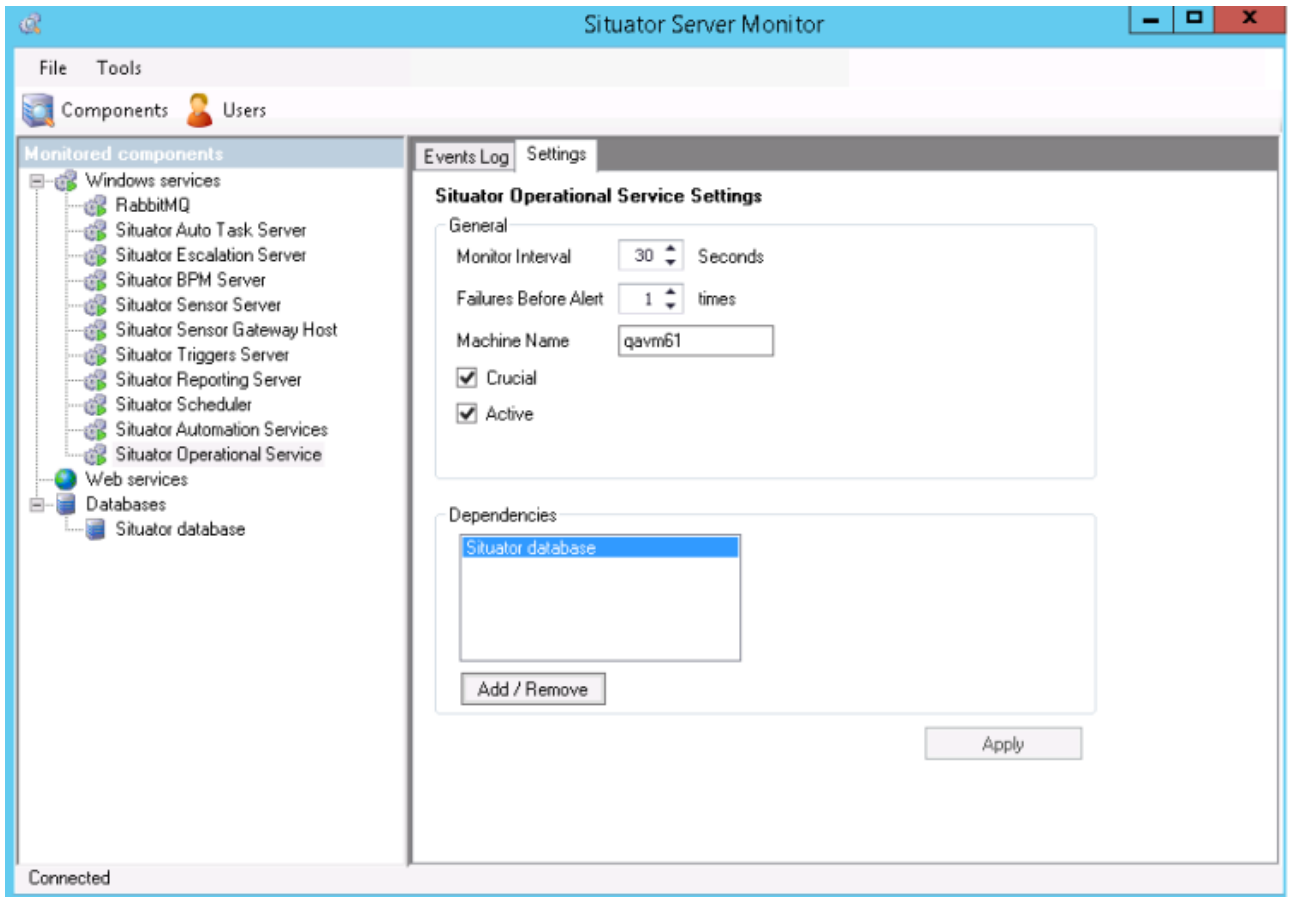 Situator Server Monitor
File Tools
Components Users
Monitored components
Windows services
RabbitMQ
Situator Auto Task Server
Situator Escalation Server
Situator BPM Server
Situator Sensor Server
Situator Sensor Gateway Host
Situator Triggers Server
Situator Reporting Server
Situator Scheduler
Situator Automation Services
Situator Operational Service
Web services
Databases
Situator database
Events Log Settings
Situator Operational Service Settings
General
Monitor Interval 30 Seconds
Failures Before Alert 1 times
Machine Name qavm61
Crucial
Active
Dependencies
Situator database
Add / Remove
Apply
Connected